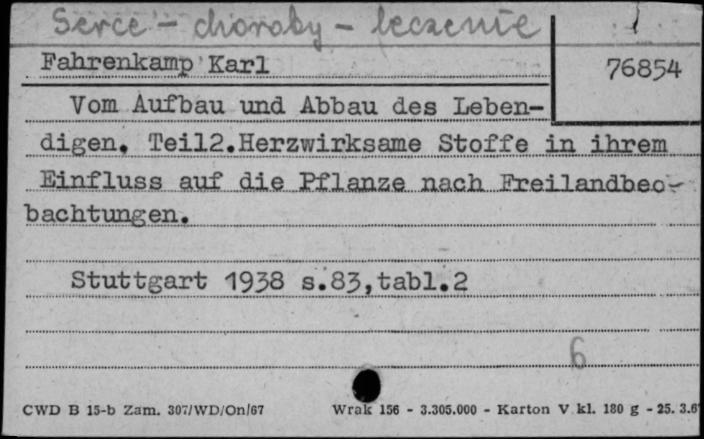 Serce - choroby - leczenie
Fahrenkamp Karl
76854
Vom Aufbau und Abbau des Leben-
digen. Teil2.Herzwirksame Stoffe in ihrem
Einfluss auf die Pflanze nach Freilandbeo-
bachtungen.
Stuttgart 1938 s.83,tabl.2
6
CWD B 15-b Zam. 307/WD/On/67
Wrak 156 - 3.305.000 - Karton V kl. 180 g - 25. 3.6